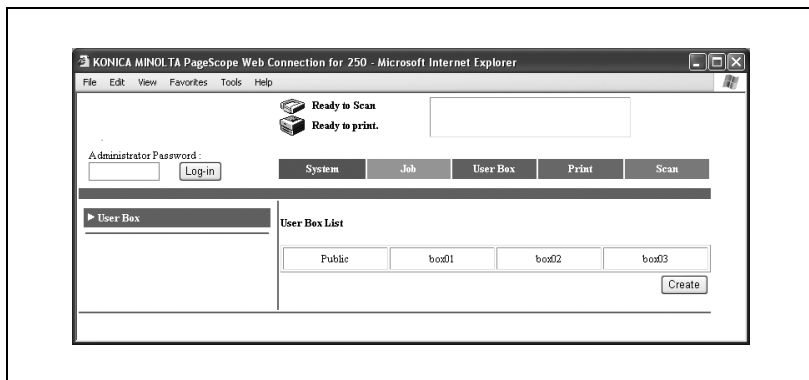 KONICA MINOLTA PageScope Web Connection for 250 - Microsoft Internet Explorer
File Edit View Favorites Tools Help
Ready to Scan
Ready to print.
Administrator Password :
Log-in
System Job User Box Print Scan
User Box
User Box List
Public box01 box02 box03
Create